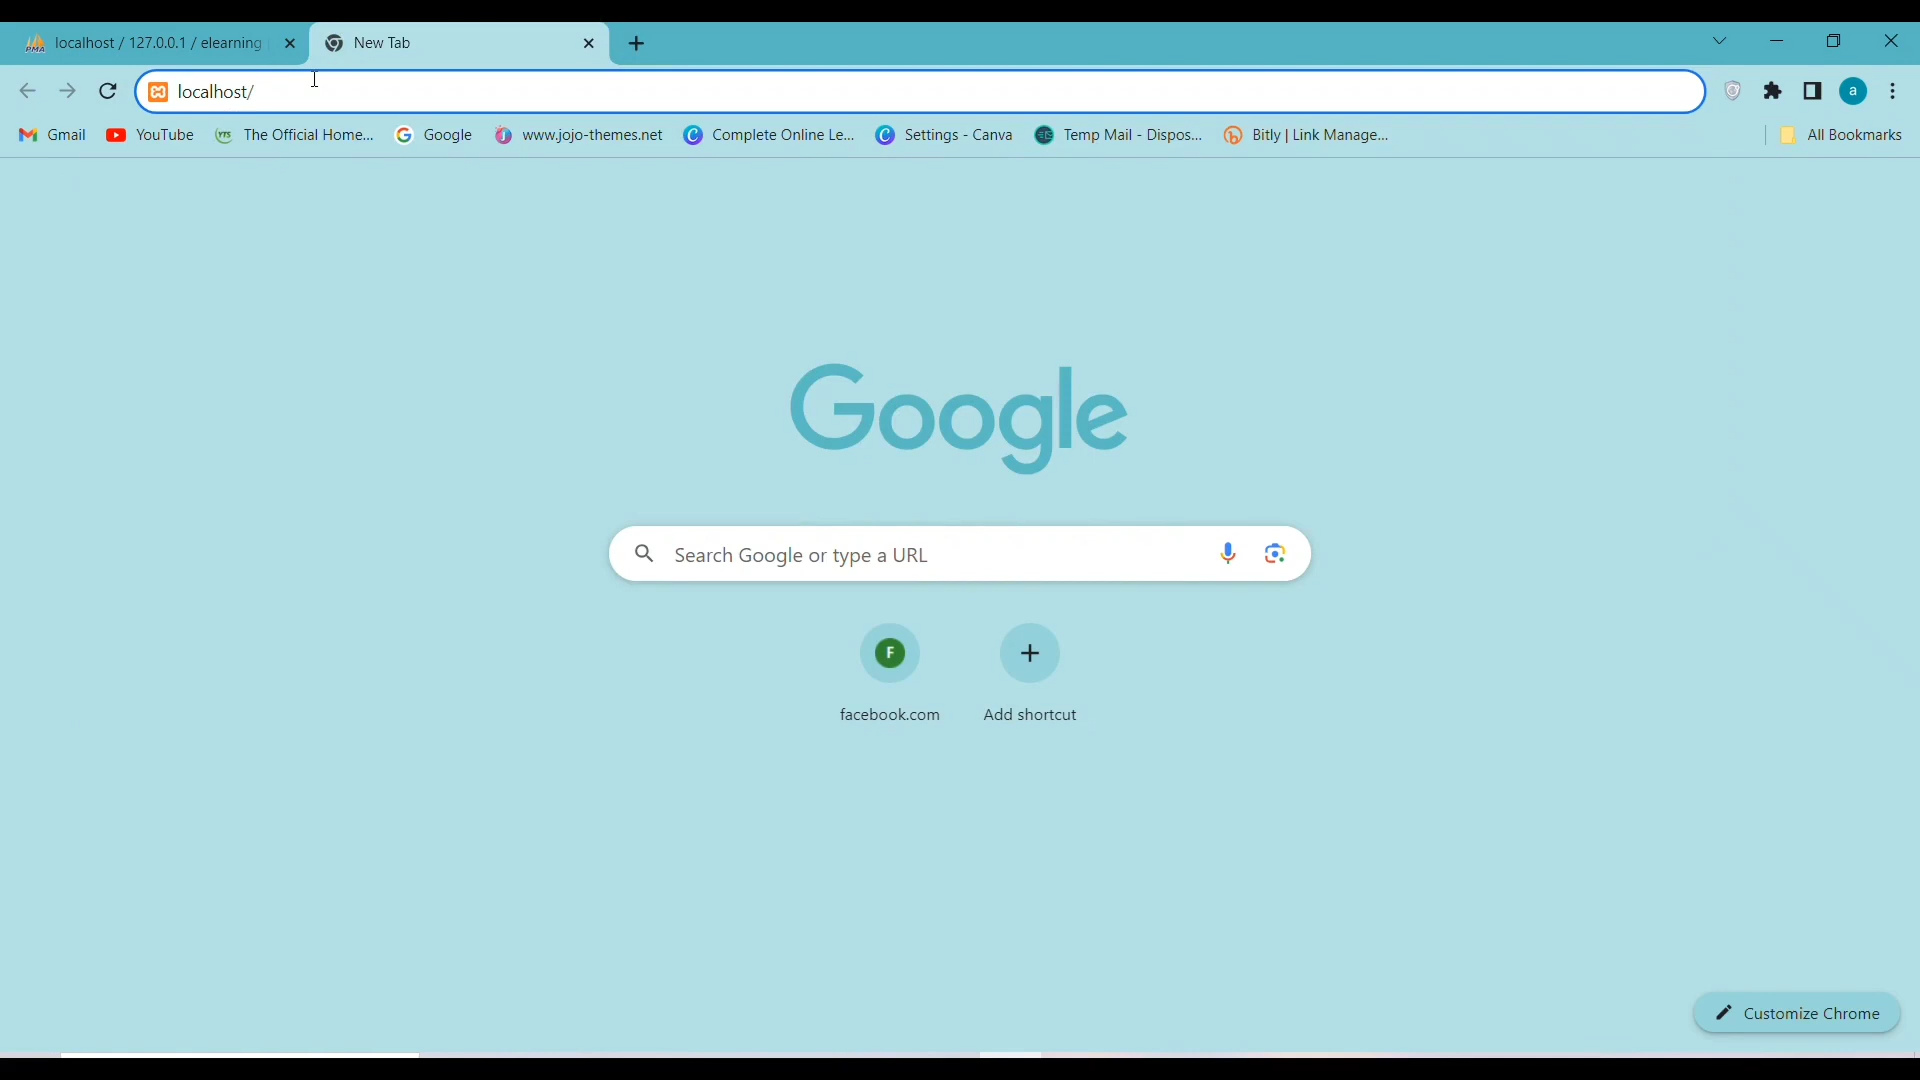 localhost / 127.0.0.1 / elearning
New Tab
localhost/
Gmail
YouTube
The Official Home...
Google
www.jojo-themes.net
Complete Online Le...
Settings - Canva
Temp Mail - Dispos...
Bitly | Link Manage...
All Bookmarks
a
Google
Search Google or type a URL
F
facebook.com
Add shortcut
Customize Chrome